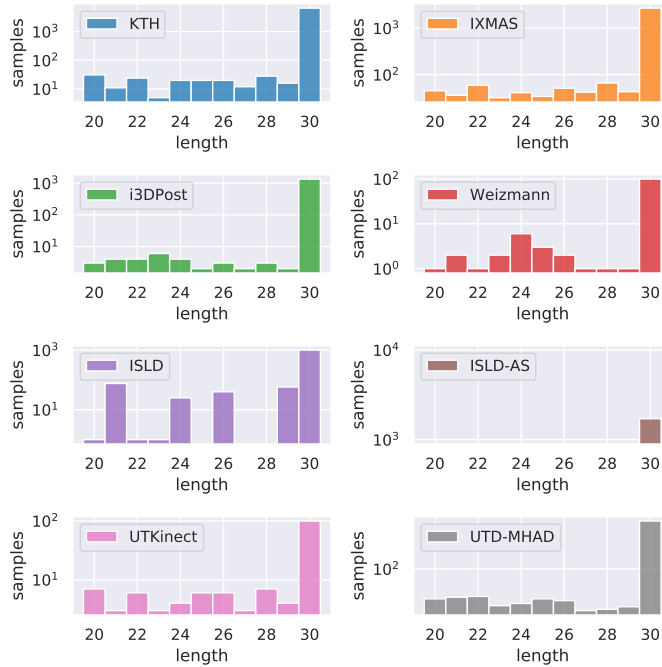 samples
10³
10²
10¹
KTH
20 22 24 26 28 30
length
samples
10³
10²
IXMAS
20 22 24 26 28 30
length
samples
10³
10²
10¹
i3DPost
20 22 24 26 28 30
length
samples
10²
10¹
10⁰
Weizmann
20 22 24 26 28 30
length
samples
10³
10¹
ISLD
20 22 24 26 28 30
length
samples
10⁴
10³
ISLD-AS
20 22 24 26 28 30
length
samples
10²
10¹
UTKinect
20 22 24 26 28 30
length
samples
10²
UTD-MHAD
20 22 24 26 28 30
length